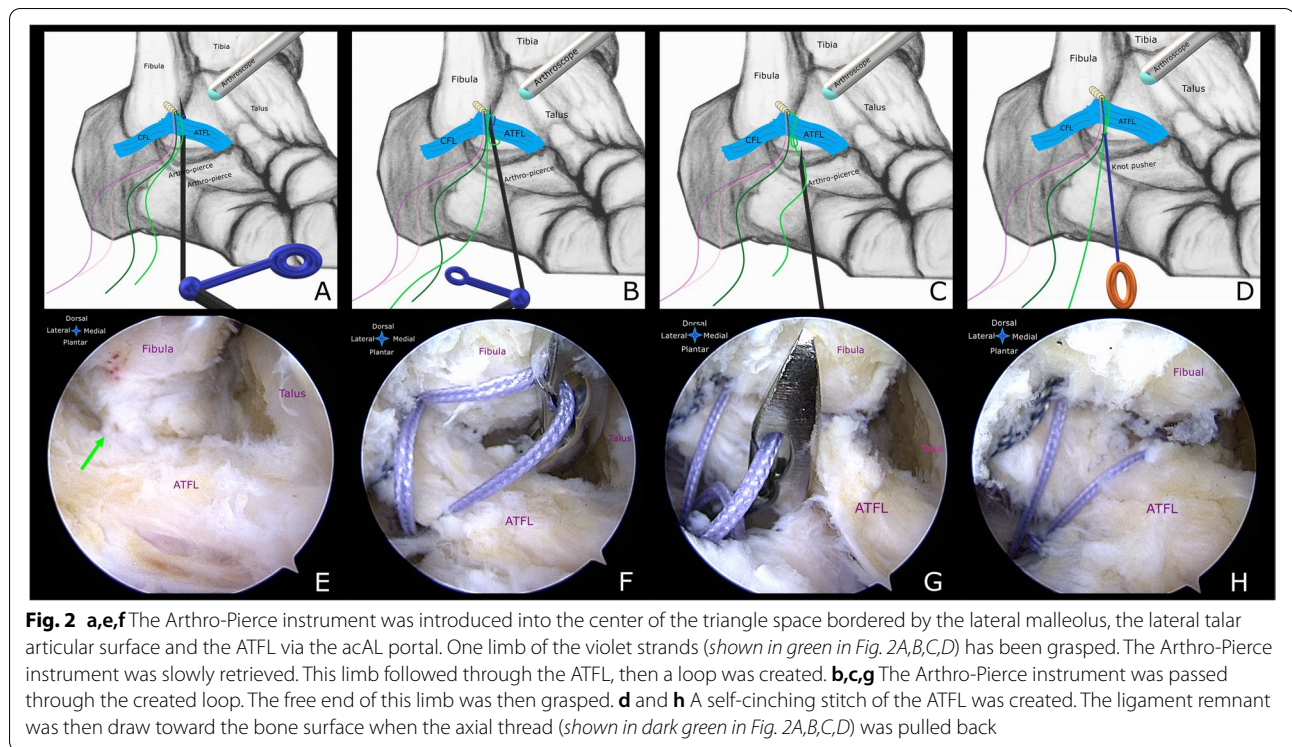 Tibia
Fibula
Arthroscope
Talus
CFL
ATFL
Arthro-pierce
Arthro-pierce
A
Tibia
Fibula
Arthroscope
Talus
CFL
ATFL
Arthro-picerce
B
Tibia
Fibula
Arthroscope
Talus
CFL
ATFL
Arthro-pierce
C
Tibia
Fibula
Arthroscope
Talus
CFL
ATFL
Knot pusher
D
Dorsal
Lateral Medial
Plantar
Fibula
Talus
ATFL
E
Dorsal
Lateral Medial
Plantar
Fibula
Talus
ATFL
F
Dorsal
Lateral Medial
Plantar
Fibula
Talus
ATFL
G
Dorsal
Lateral Medial
Plantar
Fibual
ATFL
H
Fig. 2 a,e,f The Arthro-Pierce instrument was introduced into the center of the triangle space bordered by the lateral malleolus, the lateral talar
articular surface and the ATFL via the acAL portal. One limb of the violet strands (shown in green in Fig. 2A,B,C,D) has been grasped. The Arthro-Pierce
instrument was slowly retrieved. This limb followed through the ATFL, then a loop was created. b,c,g The Arthro-Pierce instrument was passed
through the created loop. The free end of this limb was then grasped. d and h A self-cinching stitch of the ATFL was created. The ligament remnant
was then draw toward the bone surface when the axial thread (shown in dark green in Fig. 2A,B,C,D) was pulled back